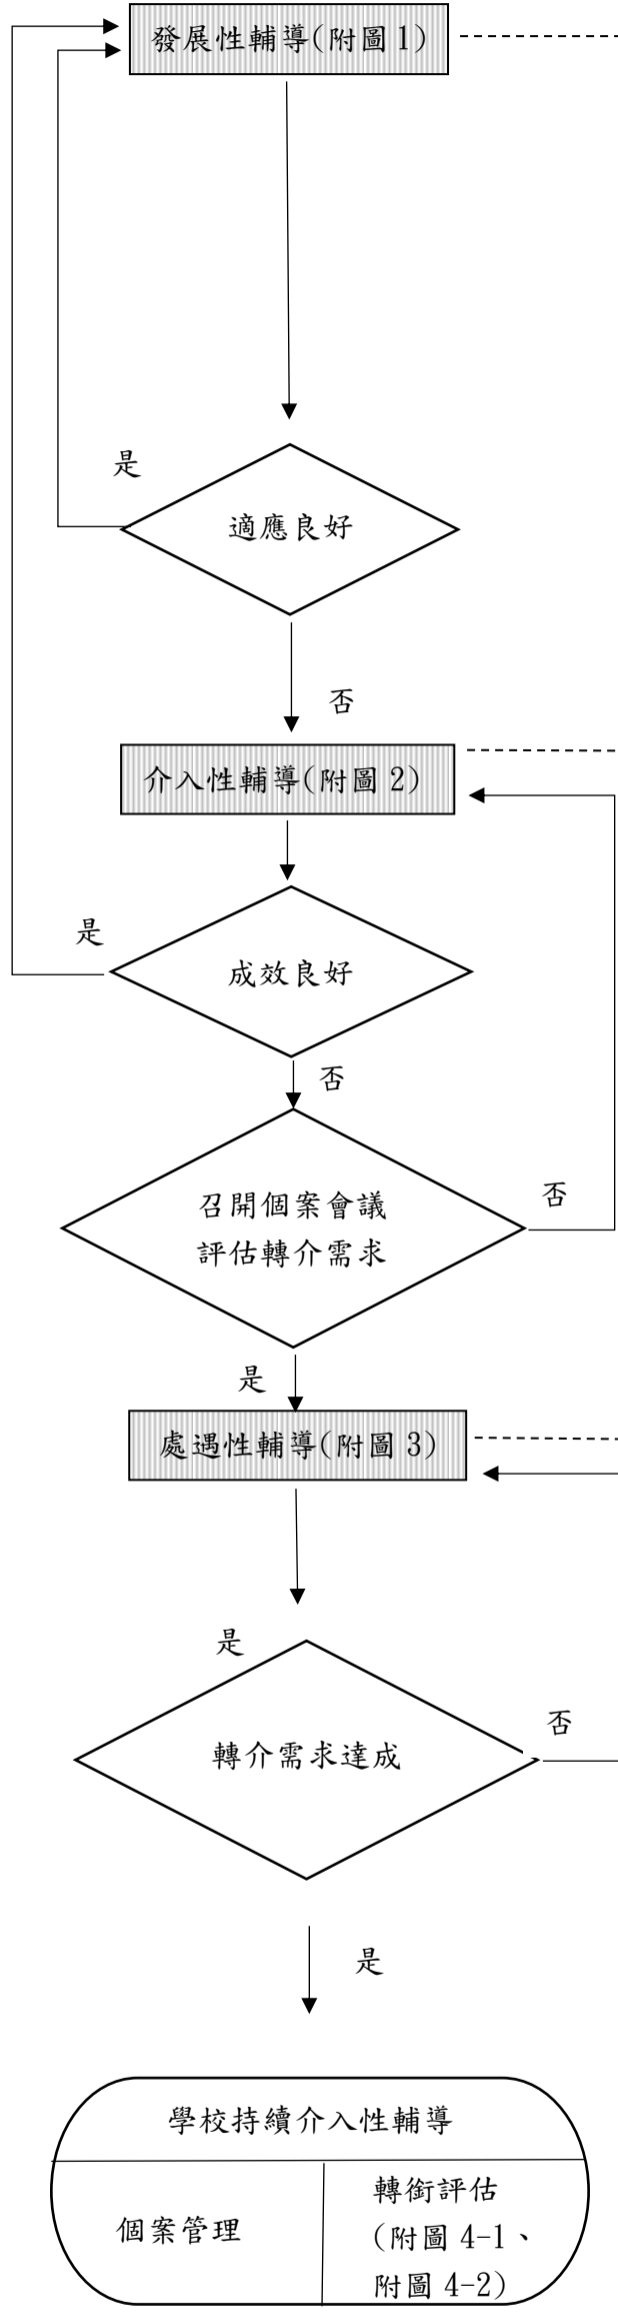 發展性輔導(附圖 1)
是
適應良好
否
介入性輔導(附圖 2)
是
成效良好
否
召開個案會議
評估轉介需求
否
是
處遇性輔導(附圖 3)
是
轉介需求達成
否
是
學校持續介入性輔導
個案管理
轉銜評估
(附圖 4-1、
附圖 4-2)